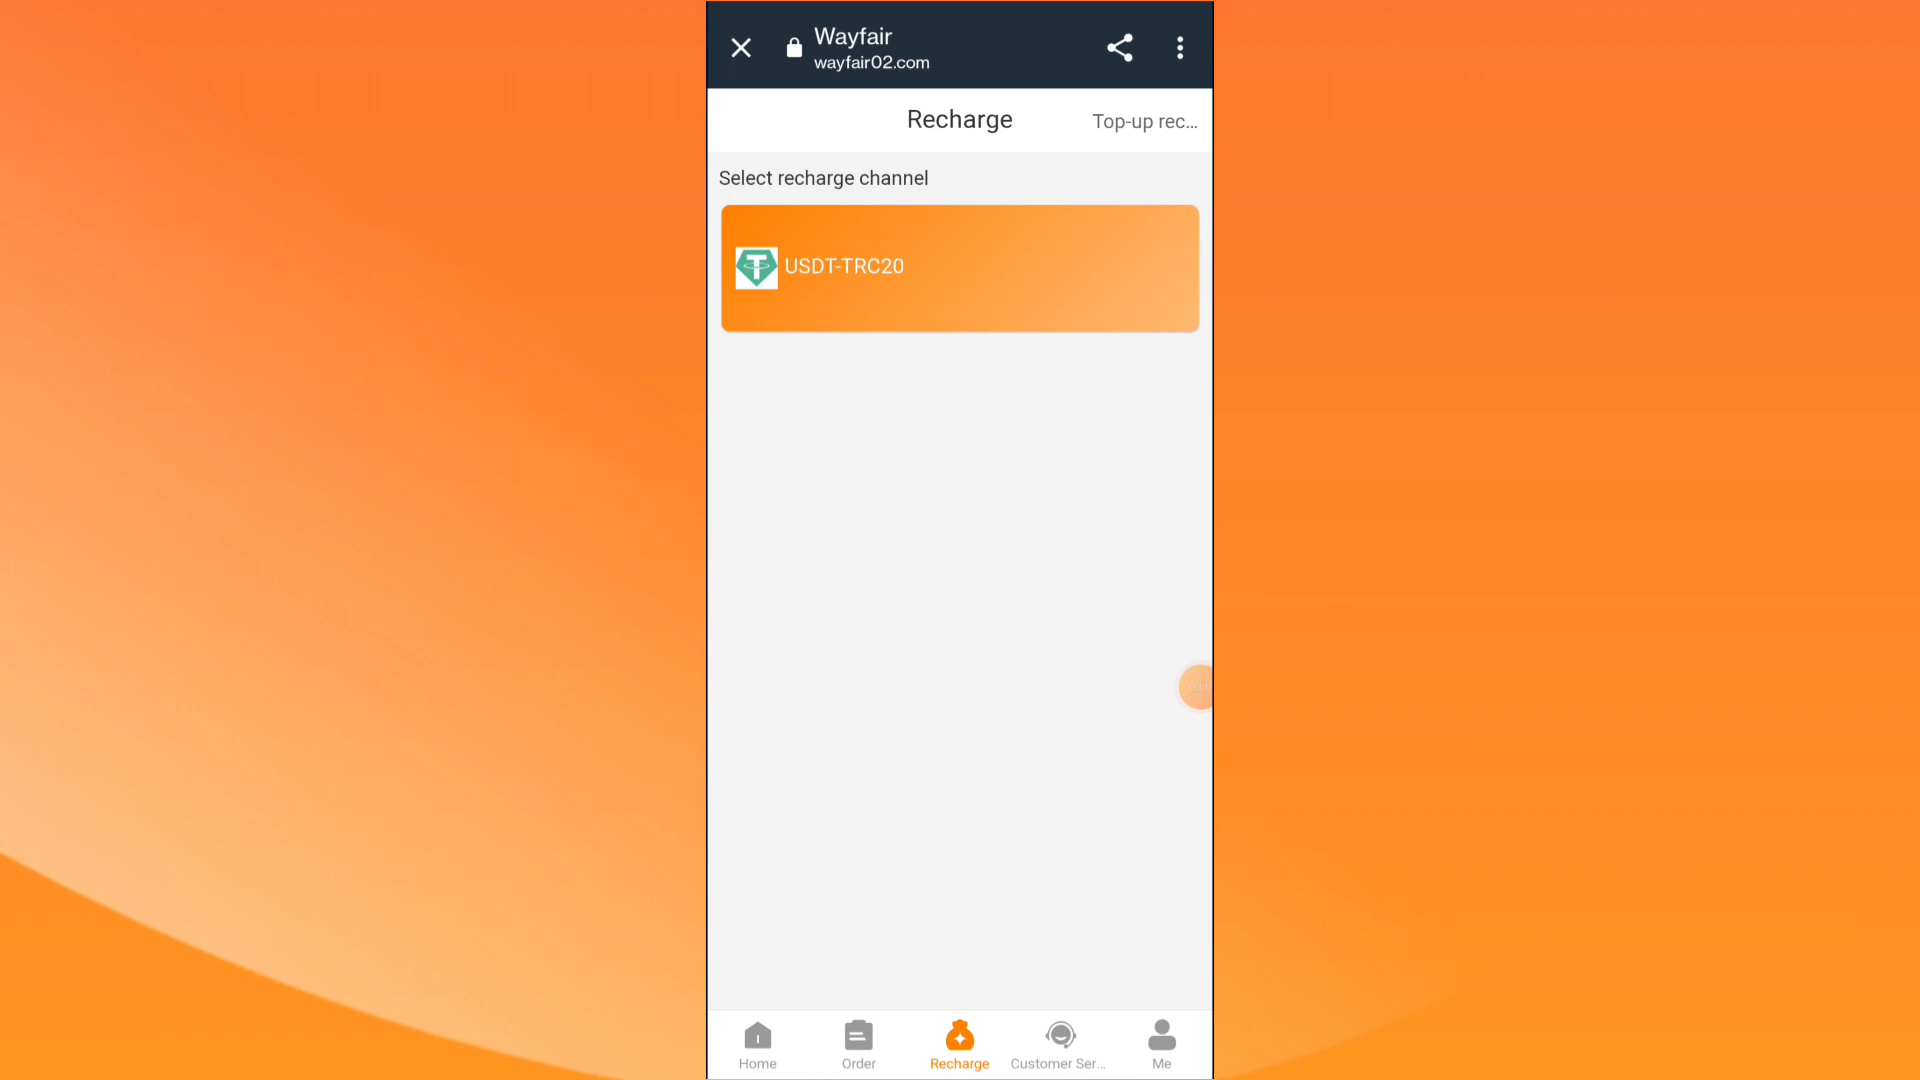 Wayfair
wayfair02.com
Recharge
Top-up rec...
Select recharge channel
USDT-TRC20
Home
Order
Recharge
Customer Ser...
Me